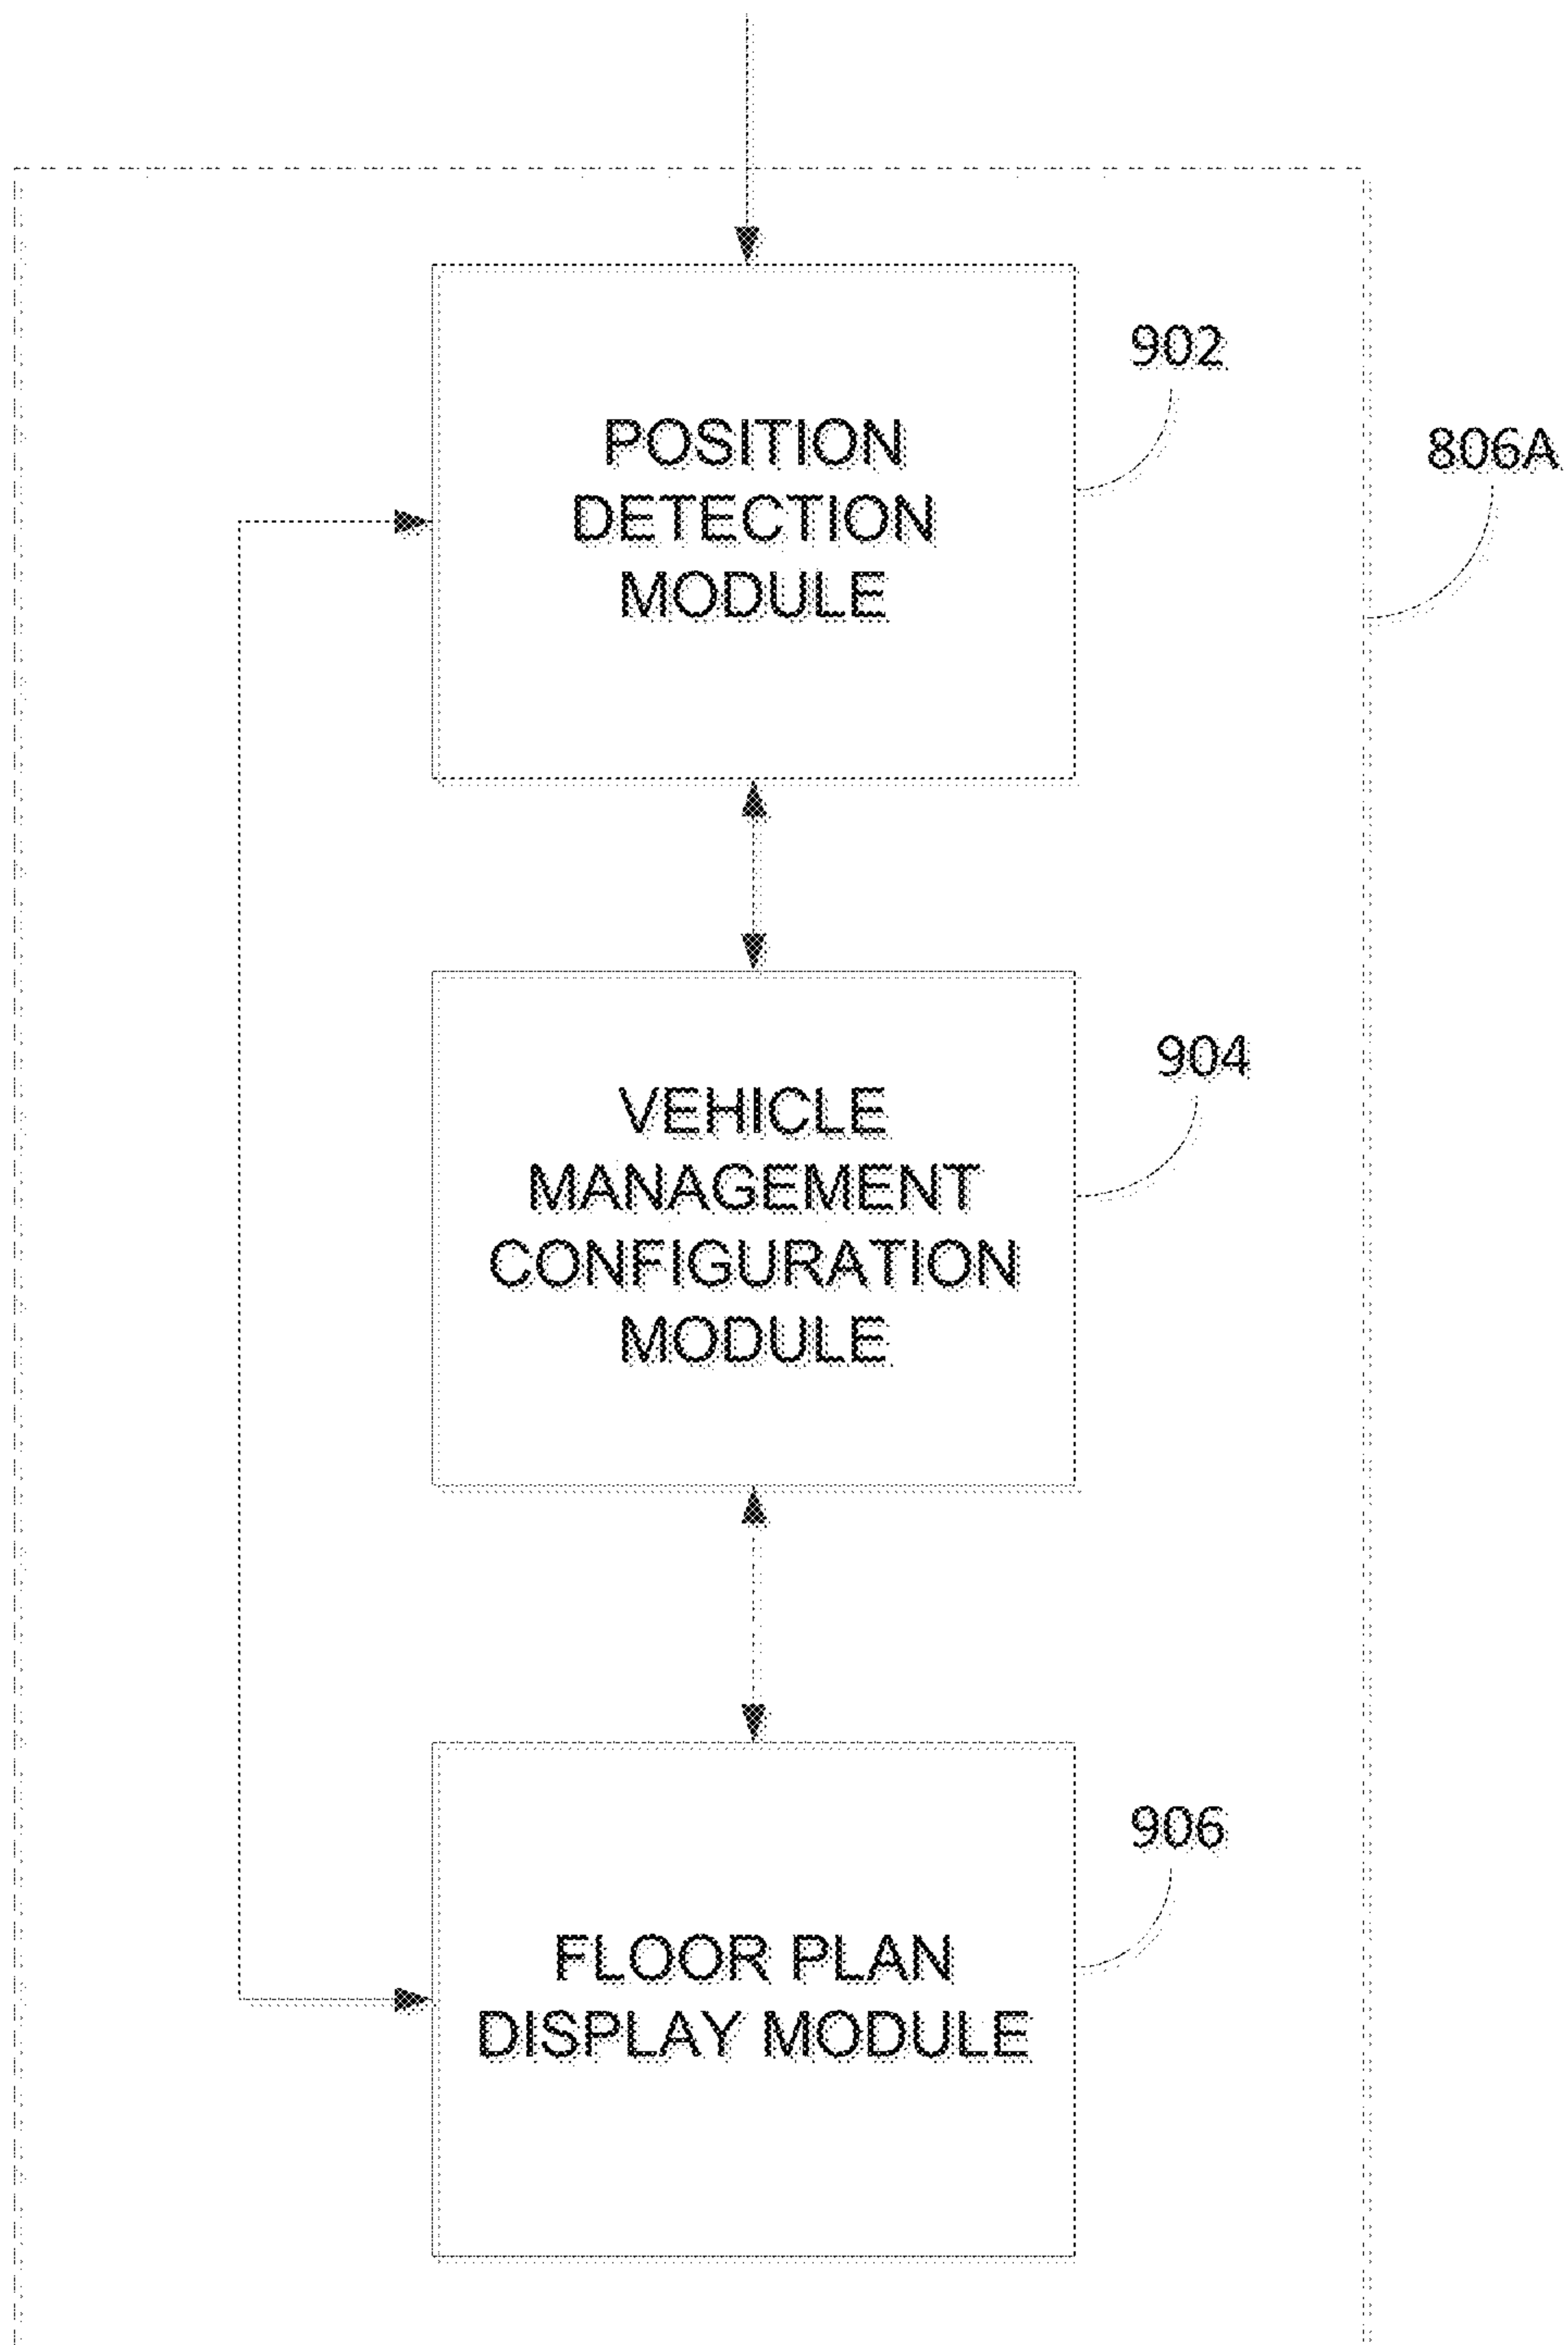 902
806A
POSITION
DETECTION
MODULE
904
VEHICLE
MANAGEMENT
CONFIGURATION
MODULE
906
FLOOR PLAN
DISPLAY MODULE